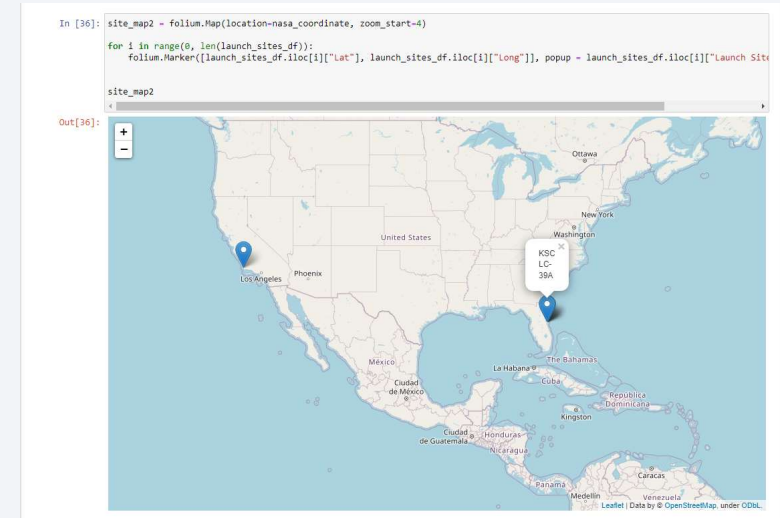 In [36]: site_map2 = folium.Map(location=nasa_coordinate, zoom_start=4)
for i in range(0, len(launch_sites_df)):
folium.Marker([launch_sites_df.iloc[i]["Lat"], launch_sites_df.iloc[i]["Long"]], popup = launch_sites_df.iloc[i]["Launch Site
site_map2
Out[36]:
+
−
Ottawa
New York
United States
Washington
×
KSC
LC-
39A
Phoenix
Los Angeles
México
La Habana
The Bahamas
Cuba
Ciudad
de México
República
Dominicana
Kingston
Ciudad
de Guatemala
Honduras
Nicaragua
Caracas
Panamá
Medellín
Venezuela
Leaflet | Data by © OpenStreetMap, under ODbL.